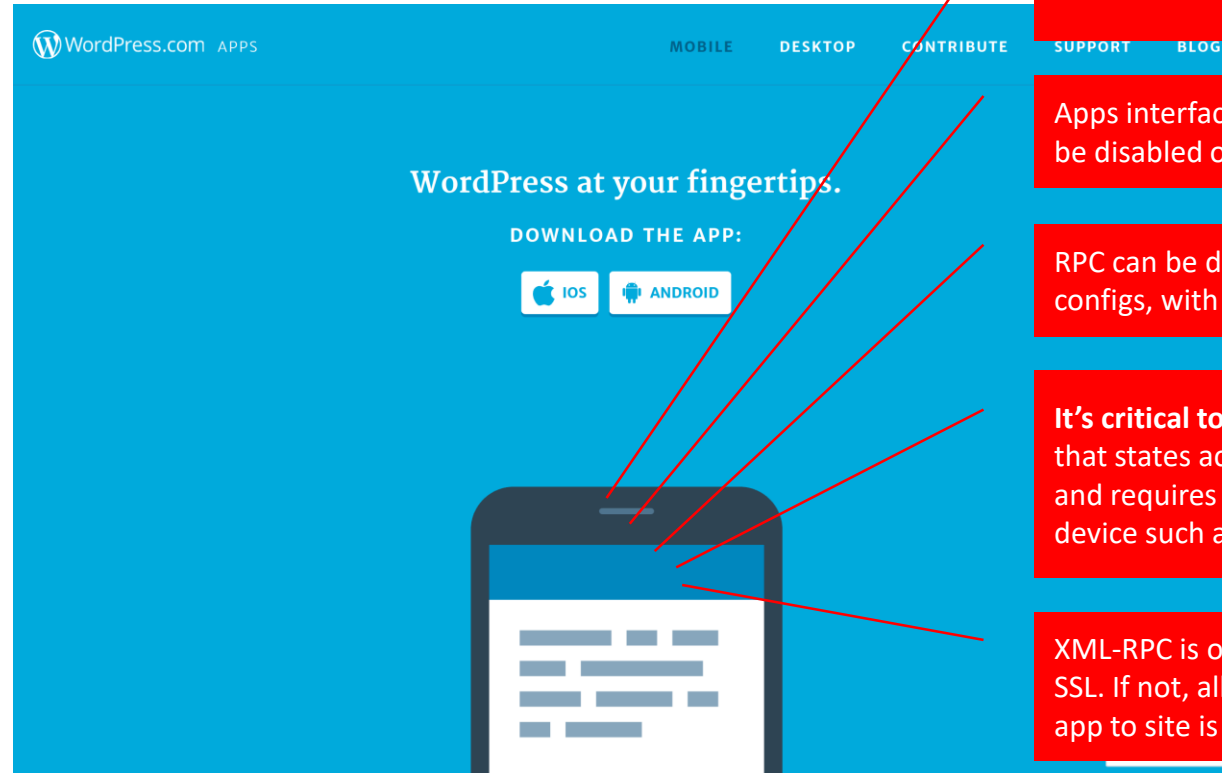 WordPress.com APPS
MOBILE DESKTOP CONTRIBUTE SUPPORT BLOG
WordPress at your fingertips.
DOWNLOAD THE APP:
IOS ANDROID
Apps interfac
be disabled o
RPC can be d
configs, with
It's critical to
that states ad
and requires
device such a
XML-RPC is o
SSL. If not, all
app to site is